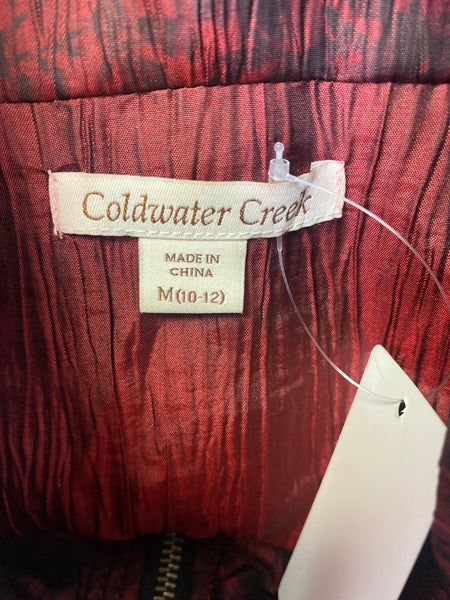 Coldwater Creek
MADE IN
CHINA
M(10-12)